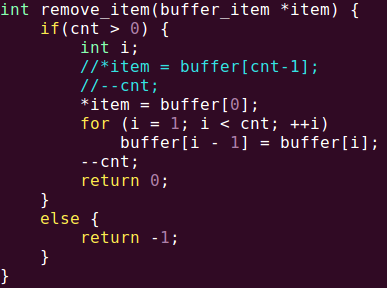 int remove_item(buffer_item *item) {
    if(cnt > 0) {
        int i;
        //*item = buffer[cnt-1];
        //--cnt;
        *item = buffer[0];
        for (i = 1; i < cnt; ++i)
            buffer[i - 1] = buffer[i];
        --cnt;
        return 0;
    }
    else {
        return -1;
    }
}